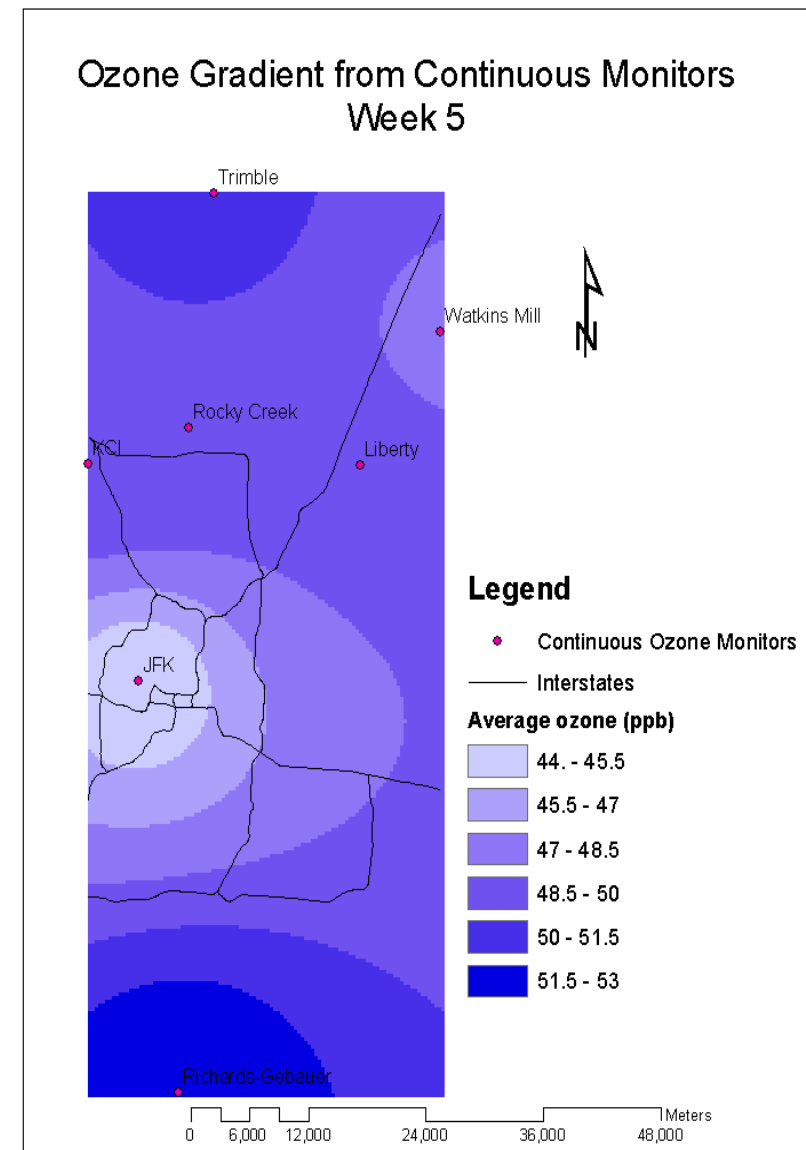 Ozone Gradient from Continuous Monitors
Week 5
Trimble
Watkins Mill
Rocky Creek
KCI
Liberty
JFK
Richards-Gebauer
N
Legend
Continuous Ozone Monitors
Interstates
Average ozone (ppb)
44. - 45.5
45.5 - 47
47 - 48.5
48.5 - 50
50 - 51.5
51.5 - 53
Meters
0 6,000 12,000 24,000 36,000 48,000